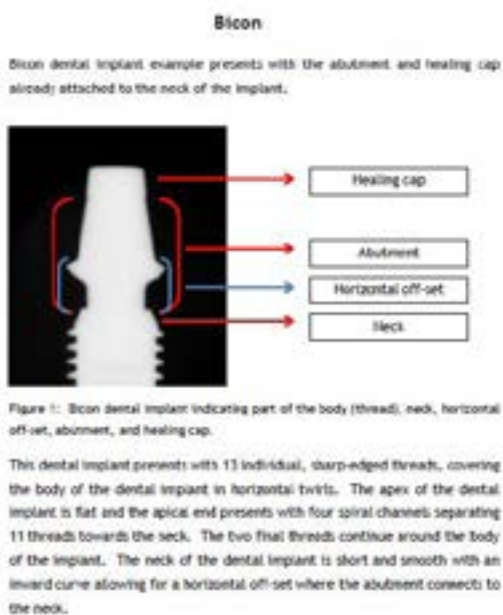 Bicon
Bicon dental implant example presents with the abutment and healing cap
already attached to the neck of the implant.
Healing cap
Abutment
Horizontal off-set
Neck
Figure 1: Bicon dental implant indicating part of the body (thread), neck, horizontal
off-set, abutment, and healing cap.
This dental implant presents with 13 individual, sharp-edged threads, covering
the body of the dental implant in horizontal twirls. The apex of the dental
implant is flat and the apical end presents with four spiral channels separating
11 threads towards the neck. The two final threads continue around the body
of the implant. The neck of the dental implant is short and smooth with an
inward curve allowing for a horizontal off-set where the abutment connects to
the neck.